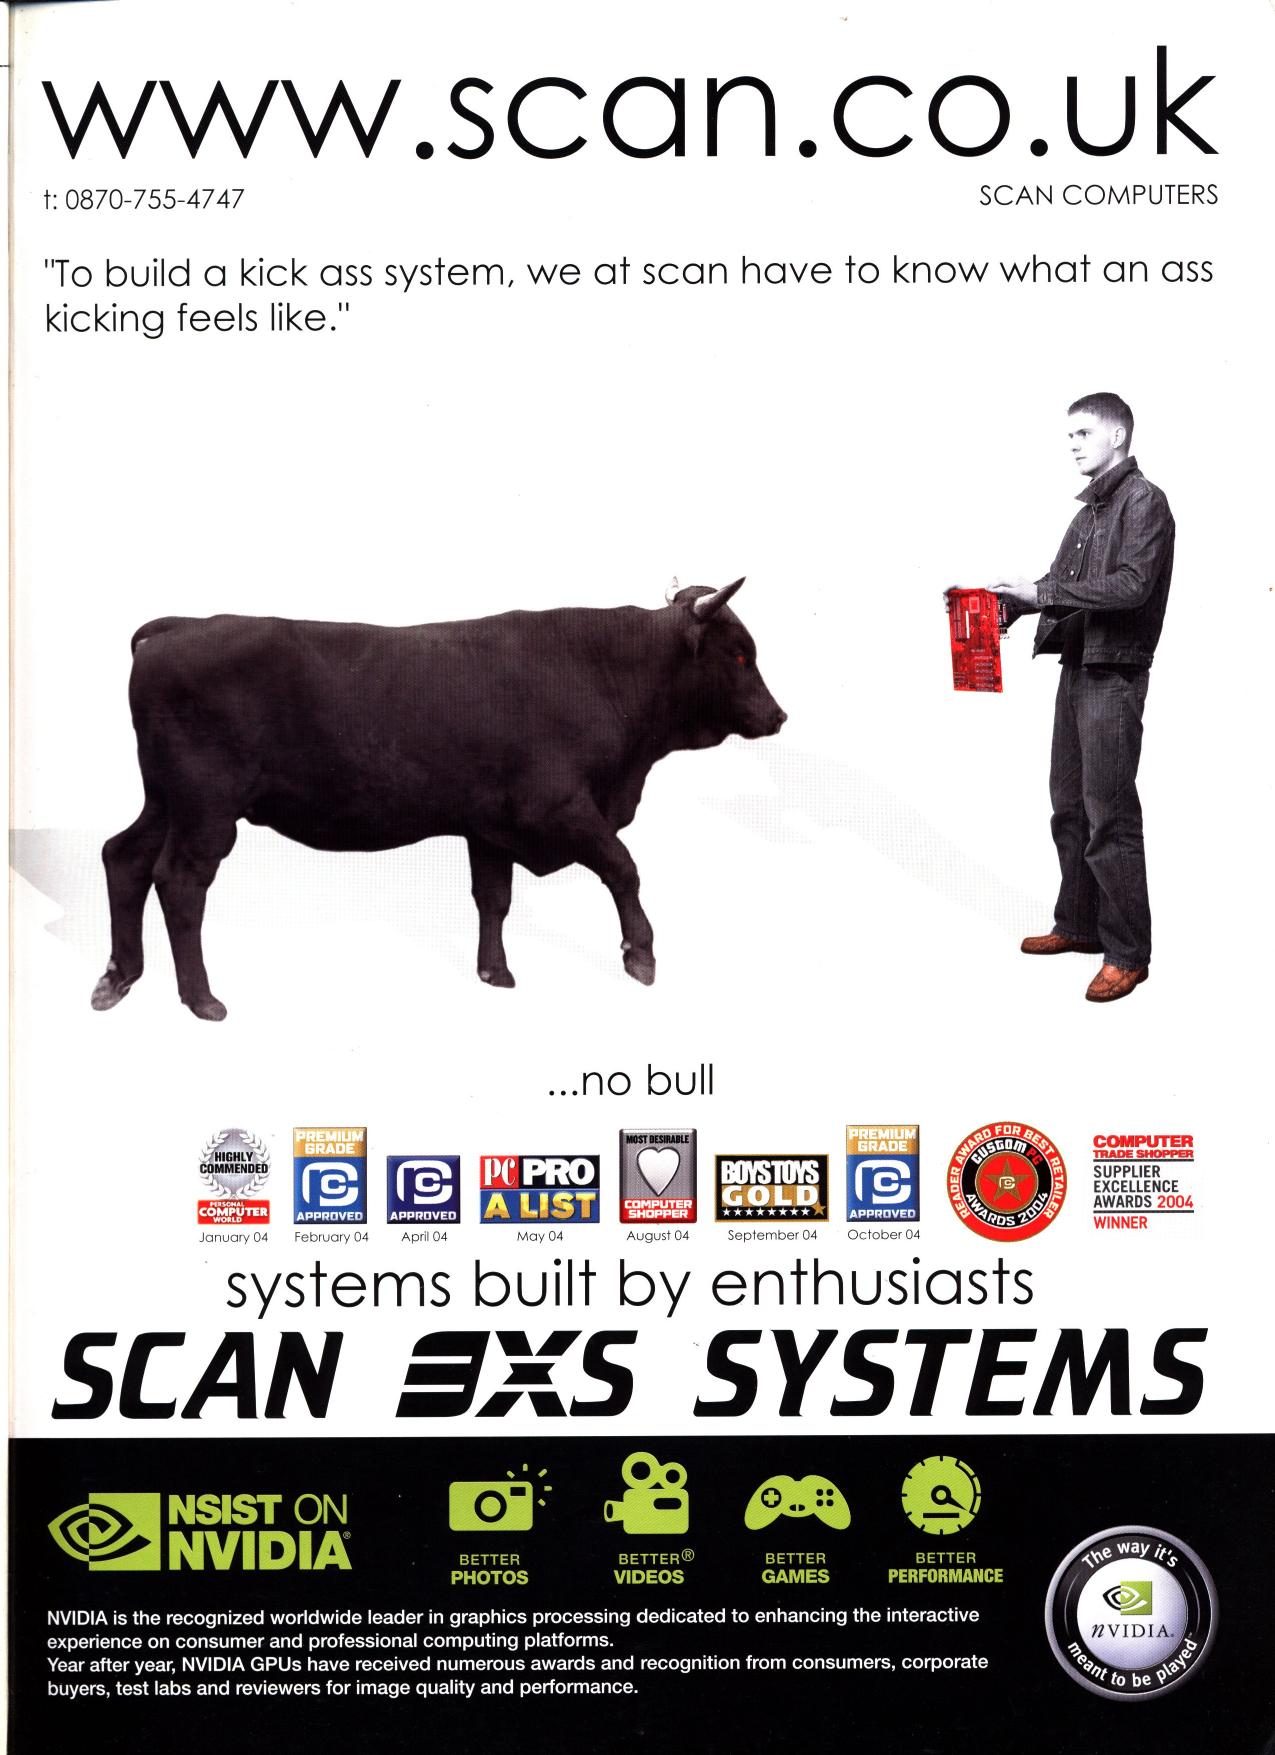 www.scan.co.uk
t: 0870-755-4747
SCAN COMPUTERS
"To build a kick ass system, we at scan have to know what an ass
kicking feels like."
...no bull
HIGHLY
COMMENDED
PERSONAL
COMPUTER
WORLD
January 04
PREMIUM
GRADE
APPROVED
February 04
APPROVED
April 04
PC PRO
A LIST
May 04
MOST DESIRABLE
COMPUTER
SHOPPER
August 04
BOYS TOYS
GOLD
September 04
PREMIUM
GRADE
APPROVED
October 04
READER AWARD FOR BEST RETAILER
CUSTOM PC
AWARDS 2004
COMPUTER
TRADE SHOPPER
SUPPLIER
EXCELLENCE
AWARDS 2004
WINNER
systems built by enthusiasts
SCAN 3XS SYSTEMS
NSIST ON
NVIDIA®
BETTER
PHOTOS
BETTER®
VIDEOS
BETTER
GAMES
BETTER
PERFORMANCE
The way it's
nVIDIA.
meant to be played
NVIDIA is the recognized worldwide leader in graphics processing dedicated to enhancing the interactive
experience on consumer and professional computing platforms.
Year after year, NVIDIA GPUs have received numerous awards and recognition from consumers, corporate
buyers, test labs and reviewers for image quality and performance.